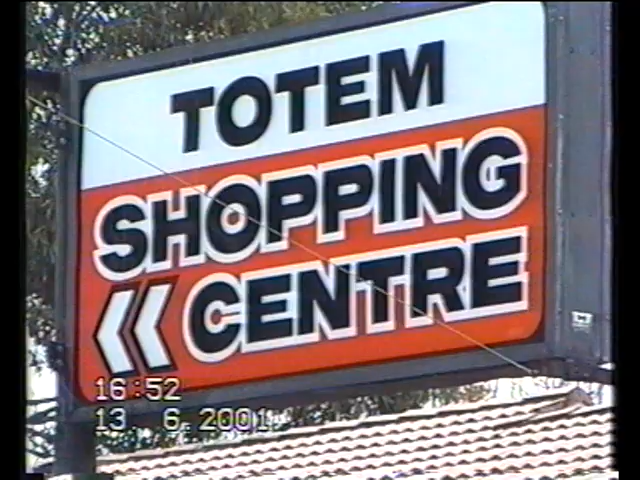 TOTEM
SHOPPING
CENTRE
16:52
13. 6.2001